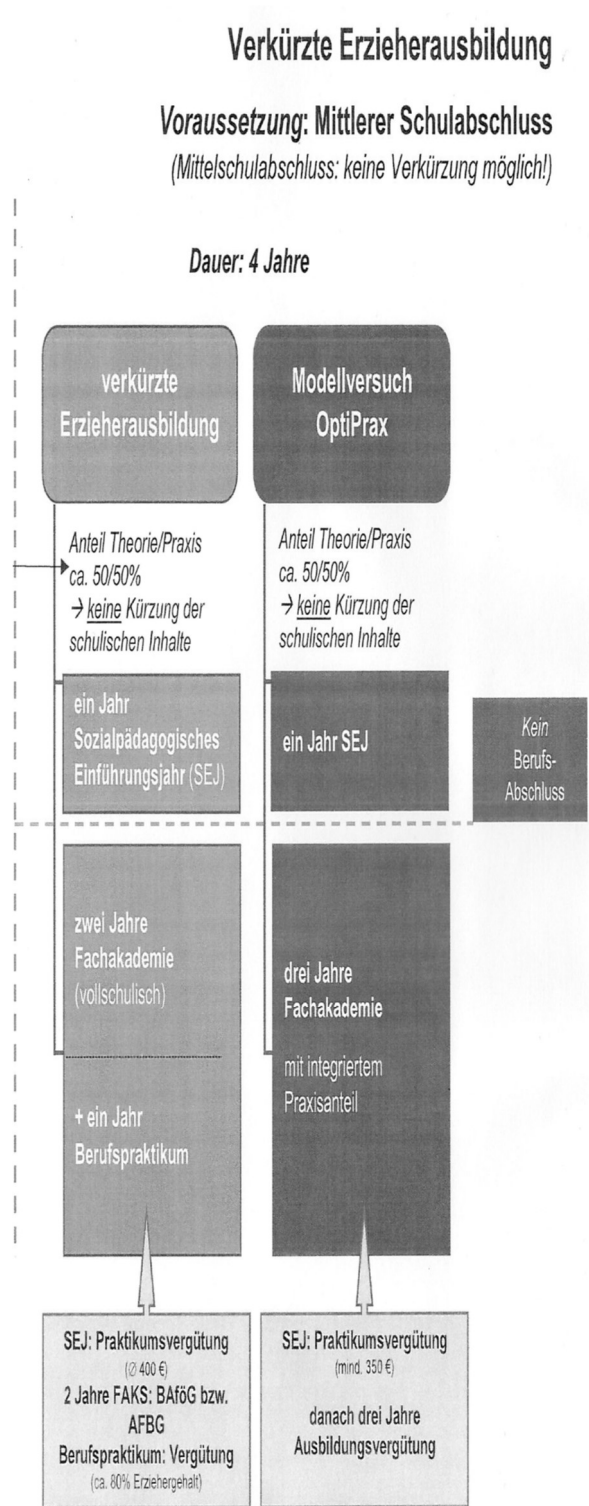 Verkürzte Erzieherausbildung
Voraussetzung: Mittlerer Schulabschluss
(Mittelschulabschluss: keine Verkürzung möglich!)
Dauer: 4 Jahre
verkürzte
Erzieherausbildung
Anteil Theorie/Praxis
ca. 50/50%
→ keine Kürzung der
schulischen Inhalte
ein Jahr
Sozialpädagogisches
Einführungsjahr (SEJ)
zwei Jahre
Fachakademie
(vollschulisch)
+ ein Jahr
Berufspraktikum
SEJ: Praktikumsvergütung
(∅ 400 €)
2 Jahre FAKS: BAföG bzw.
AFBG
Berufspraktikum: Vergütung
(ca. 80% Erziehergehalt)
Modellversuch
OptiPrax
Anteil Theorie/Praxis
ca. 50/50%
→ keine Kürzung der
schulischen Inhalte
ein Jahr SEJ
drei Jahre
Fachakademie
mit integriertem
Praxisanteil
SEJ: Praktikumsvergütung
(mind. 350 €)
danach drei Jahre
Ausbildungsvergütung
Kein
Berufs-
Abschluss